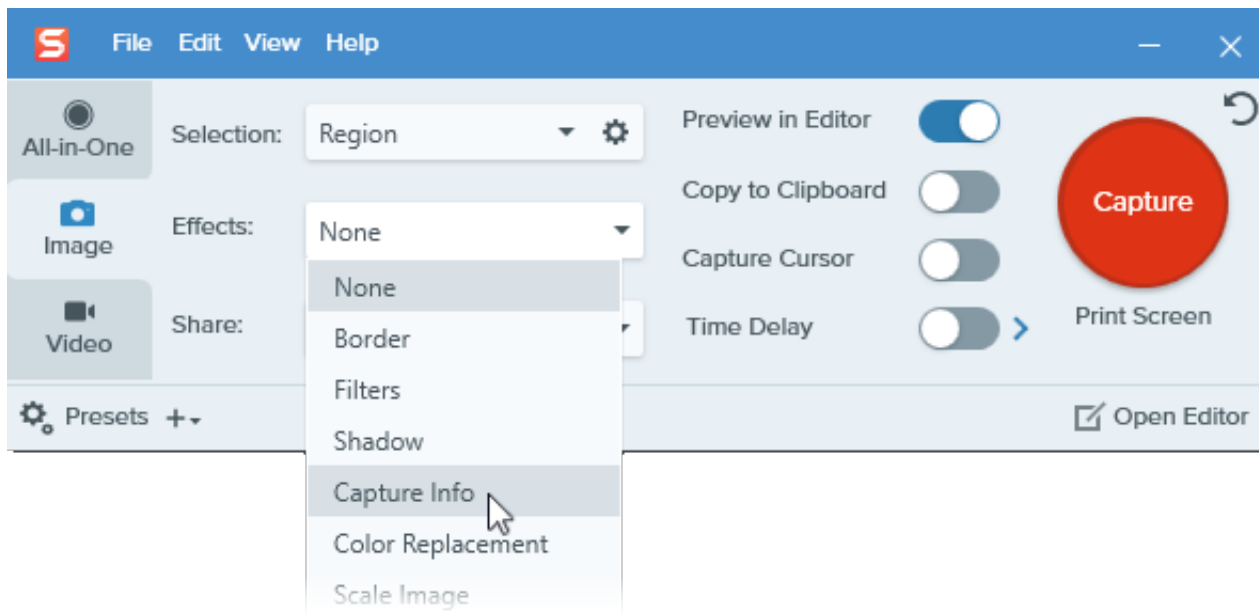 S File Edit View Help
All-in-One
Image
Video
Selection: Region
Effects: None
Share:
None
Border
Filters
Shadow
Capture Info
Color Replacement
Scale Image
Preview in Editor
Copy to Clipboard
Capture Cursor
Time Delay
Capture
Print Screen
Presets
Open Editor